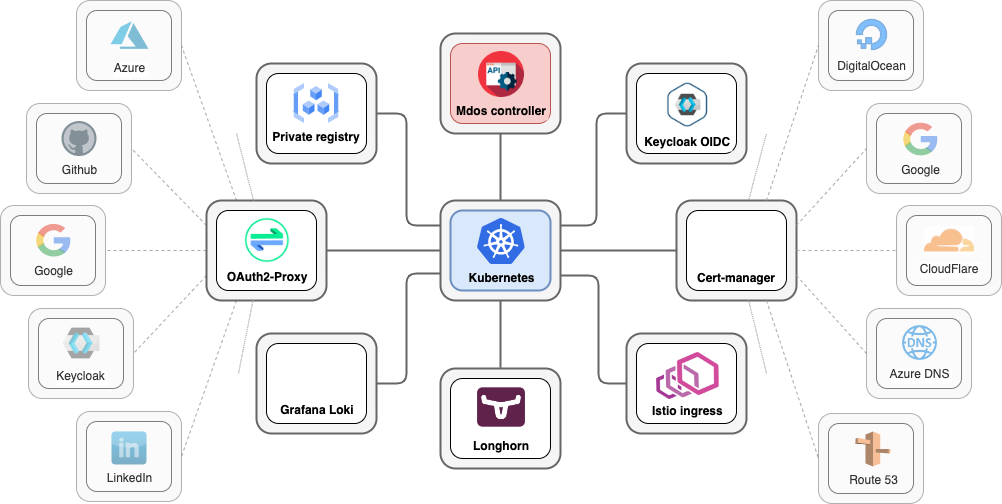 Azure
DigitalOcean
API
Mdos controller
Private registry
Keycloak OIDC
Github
Google
Google
OAuth2-Proxy
Kubernetes
Cert-manager
CloudFlare
Keycloak
DNS
Azure DNS
Grafana Loki
Longhorn
Istio ingress
in
LinkedIn
Route 53